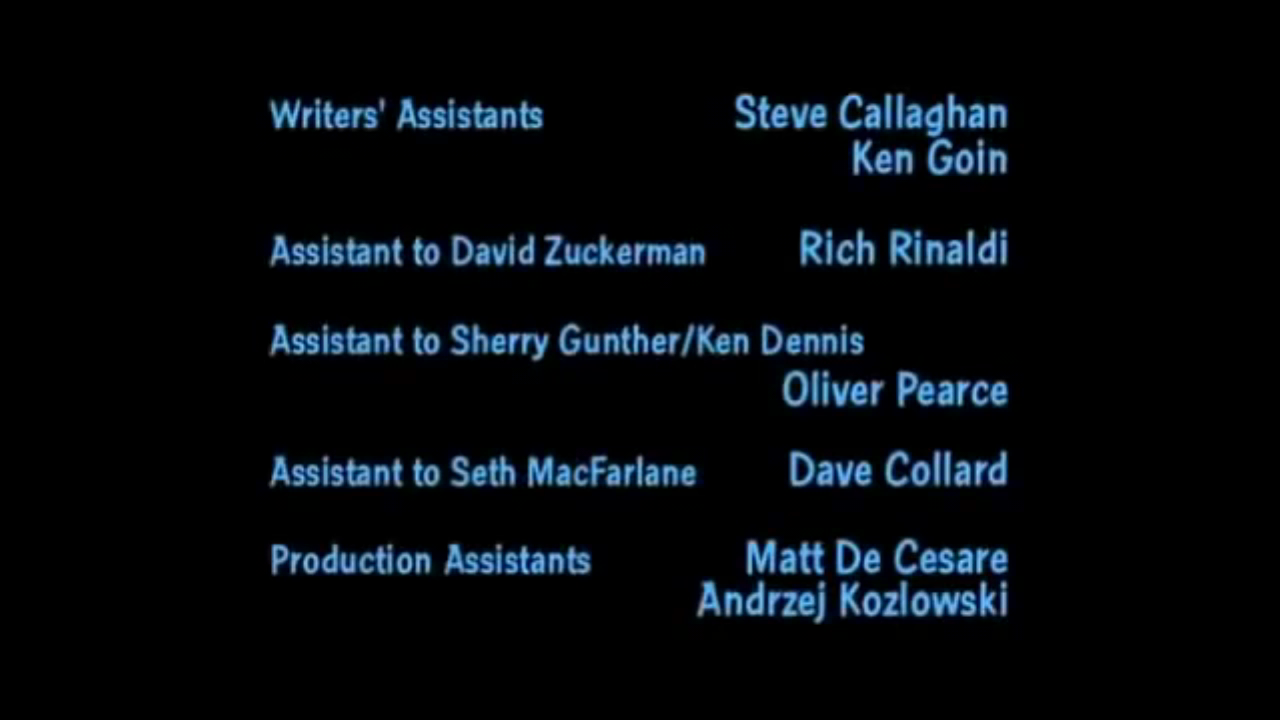 Writers' Assistants Steve Callaghan
Ken Goin
Assistant to David Zuckerman Rich Rinaldi
Assistant to Sherry Gunther/Ken Dennis
Oliver Pearce
Assistant to Seth MacFarlane Dave Collard
Production Assistants Matt De Cesare
Andrzej Kozlowski